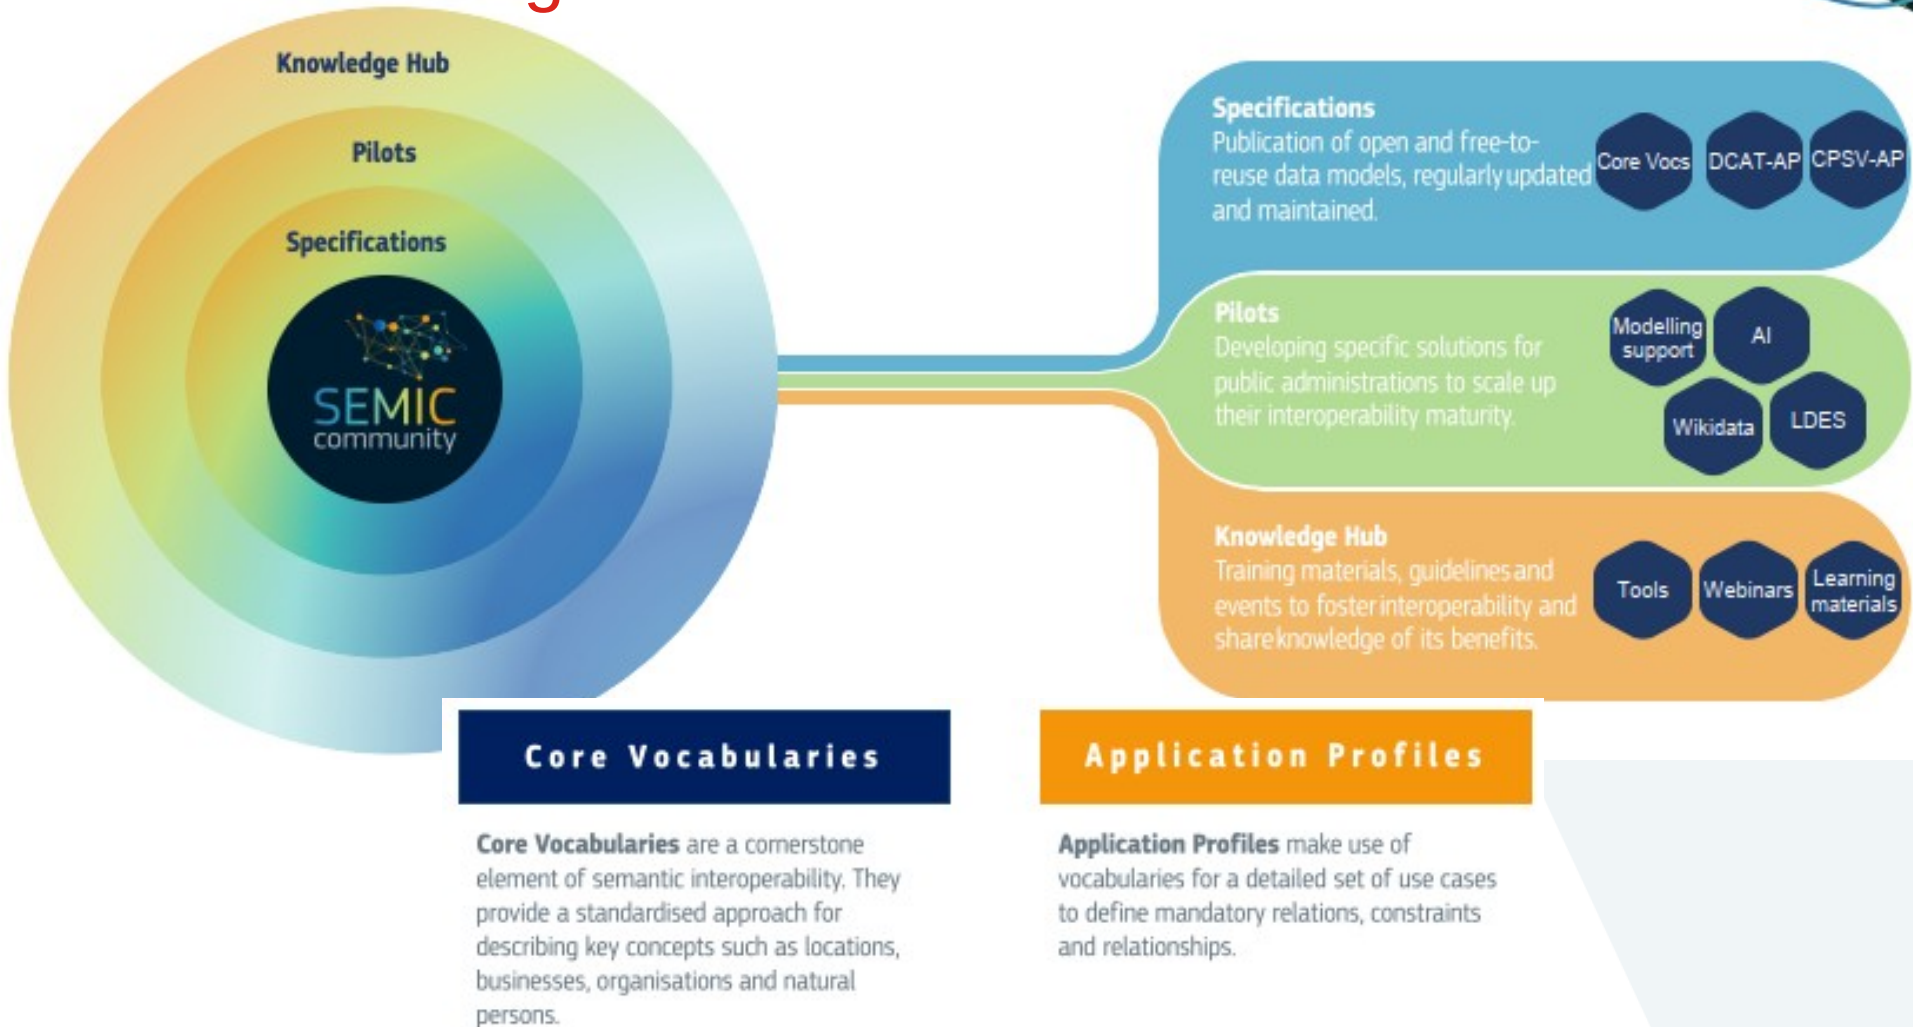 Knowledge Hub
Pilots
Specifications
SEMIC
community
Specifications
Publication of open and free-to-
reuse data models, regularly updated
and maintained.
Core Vocs
DCAT-AP
CPSV-AP
Pilots
Developing specific solutions for
public administrations to scale up
their interoperability maturity.
Modelling
support
AI
Wikidata
LDES
Knowledge Hub
Training materials, guidelines and
events to foster interoperability and
share knowledge of its benefits.
Tools
Webinars
Learning
materials
Core Vocabularies
Core Vocabularies are a cornerstone
element of semantic interoperability. They
provide a standardised approach for
describing key concepts such as locations,
businesses, organisations and natural
persons.
Application Profiles
Application Profiles make use of
vocabularies for a detailed set of use cases
to define mandatory relations, constraints
and relationships.